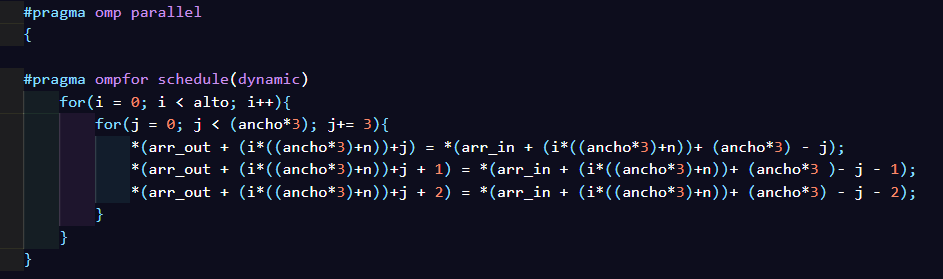 #pragma omp parallel
{
#pragma ompfor schedule(dynamic)
for(i = 0; i < alto; i++){
for(j = 0; j < (ancho*3); j+= 3){
*(arr_out + (i*((ancho*3)+n))+j) = *(arr_in + (i*((ancho*3)+n))+ (ancho*3) - j);
*(arr_out + (i*((ancho*3)+n))+j + 1) = *(arr_in + (i*((ancho*3)+n))+ (ancho*3 )- j - 1);
*(arr_out + (i*((ancho*3)+n))+j + 2) = *(arr_in + (i*((ancho*3)+n))+ (ancho*3) - j - 2);
}
}
}